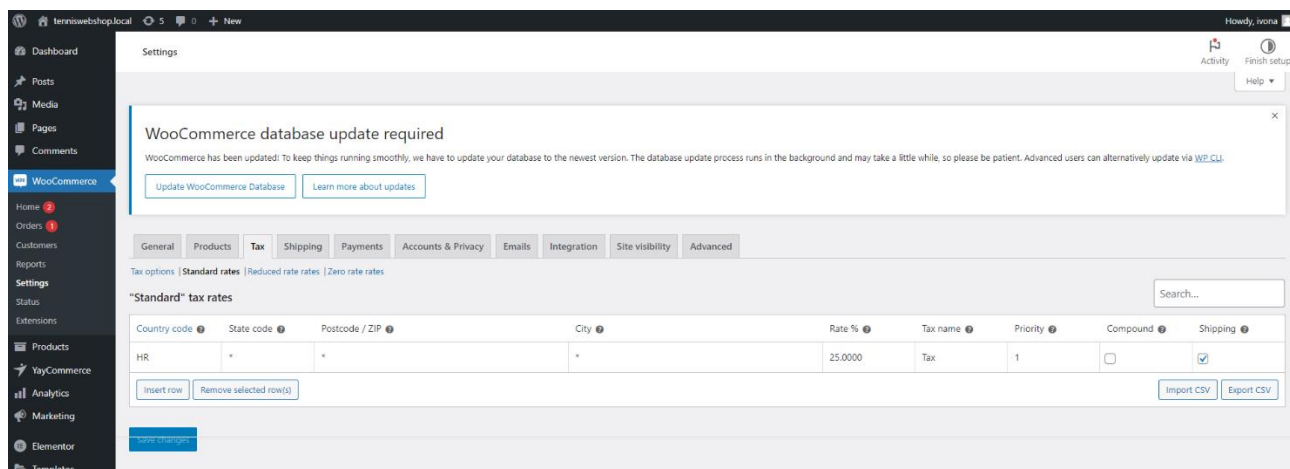 tenniswebshop.local 5 0 + New Howdy, ivona
Dashboard
Posts
Media
Pages
Comments
WooCommerce
Home 2
Orders 1
Customers
Reports
Settings
Status
Extensions
Products
YayCommerce
Analytics
Marketing
Elementor
Templates
Settings
Activity Finish setup
Help
WooCommerce database update required
WooCommerce has been updated! To keep things running smoothly, we have to update your database to the newest version. The database update process runs in the background and may take a little while, so please be patient. Advanced users can alternatively update via WP CLI.
Update WooCommerce Database Learn more about updates
General Products Tax Shipping Payments Accounts & Privacy Emails Integration Site visibility Advanced
Tax options | Standard rates | Reduced rate rates | Zero rate rates
"Standard" tax rates
Search...
Country code State code Postcode / ZIP City Rate % Tax name Priority Compound Shipping
HR * * * 25.0000 Tax 1
Insert row Remove selected row(s) Import CSV Export CSV
Save changes